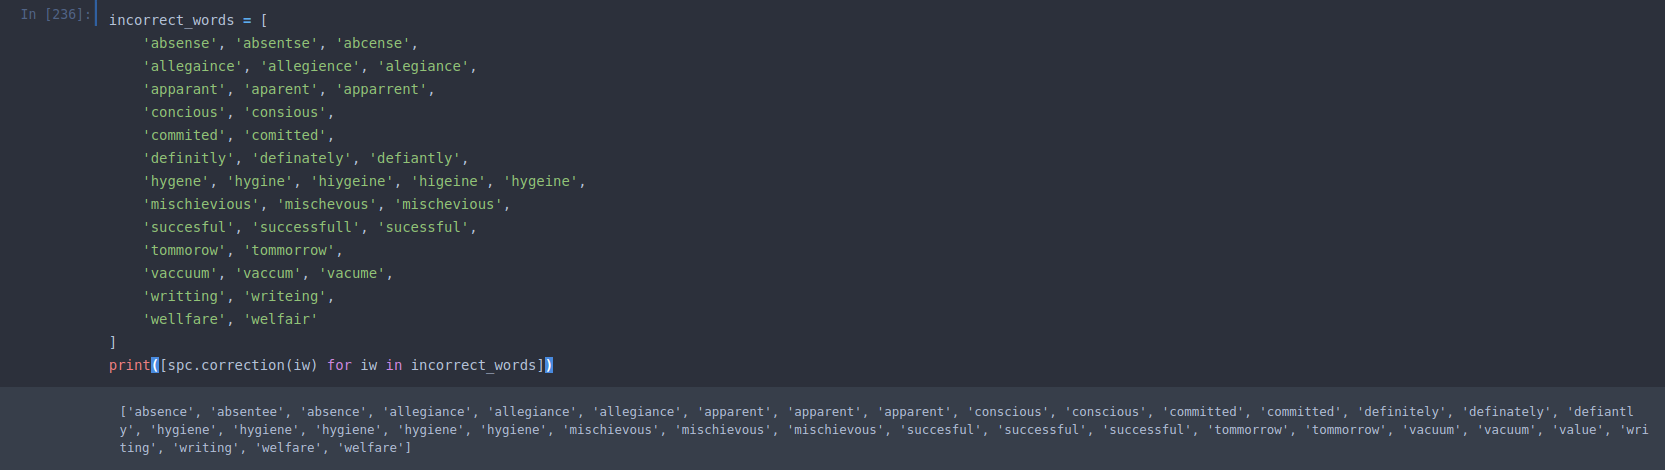 In [236]: incorrect_words = [
    'absense', 'absentse', 'abcense',
    'allegaince', 'allegience', 'alegiance',
    'apparant', 'aparent', 'apparrent',
    'concious', 'consious',
    'commited', 'comitted',
    'definitly', 'definately', 'defiantly',
    'hygene', 'hygine', 'hiygeine', 'higeine', 'hygeine',
    'mischievious', 'mischevous', 'mischevious',
    'succesful', 'successfull', 'sucessful',
    'tommorow', 'tommorrow',
    'vaccuum', 'vaccum', 'vacume',
    'writting', 'writeing',
    'wellfare', 'welfair'
]
print([spc.correction(iw) for iw in incorrect_words])
['absence', 'absentee', 'absence', 'allegiance', 'allegiance', 'allegiance', 'apparent', 'apparent', 'apparent', 'conscious', 'conscious', 'committed', 'committed', 'definitely', 'definately', 'defiantl
y', 'hygiene', 'hygiene', 'hygiene', 'hygiene', 'hygiene', 'mischievous', 'mischievous', 'mischievous', 'succesful', 'successful', 'successful', 'tommorrow', 'tommorrow', 'vacuum', 'vacuum', 'value', 'wri
ting', 'writing', 'welfare', 'welfare']